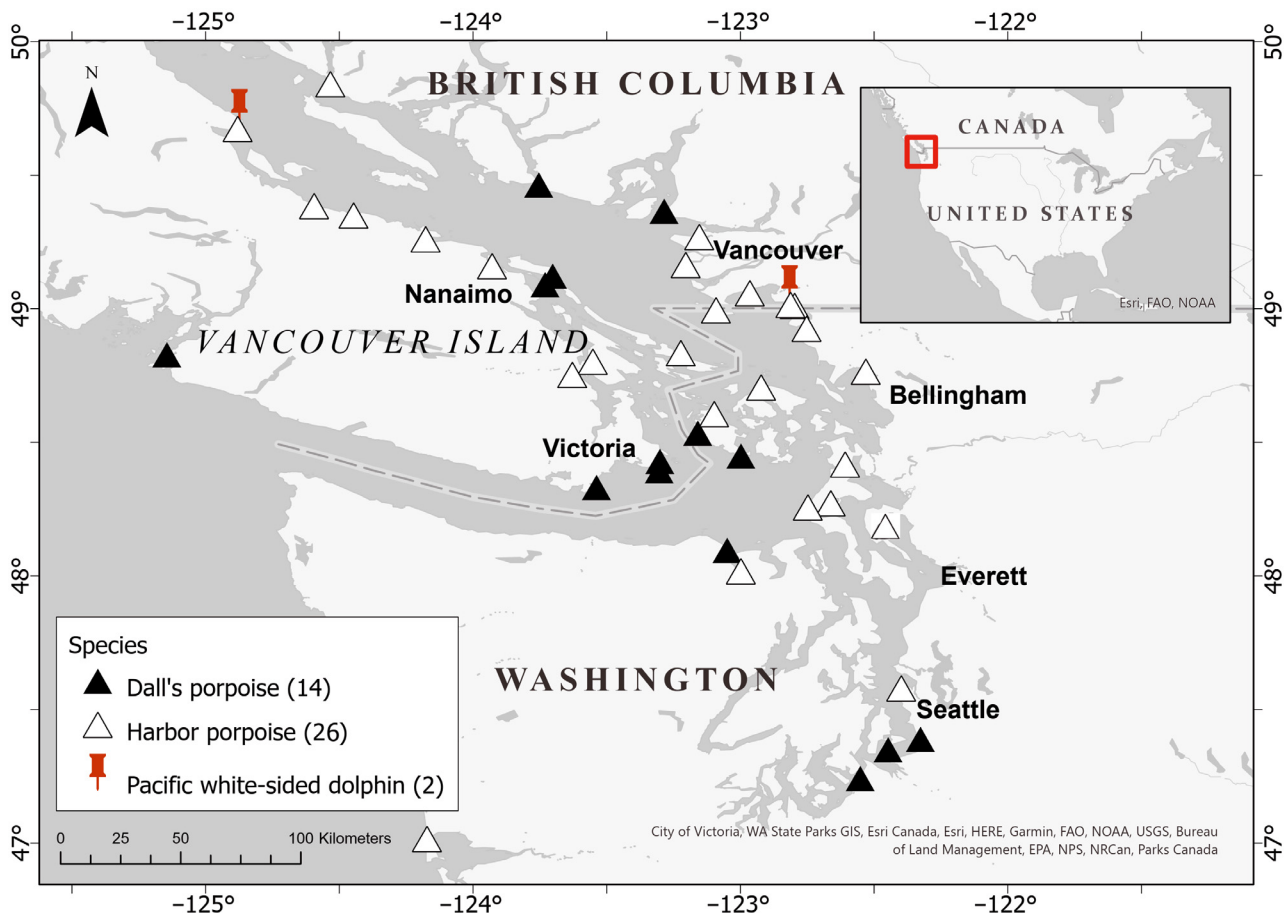 −125° −124° −123° −122°
50° 50°
N
BRITISH COLUMBIA
CANADA
UNITED STATES
Esri, FAO, NOAA
Vancouver
Nanaimo
49° 49°
VANCOUVER ISLAND
Bellingham
Victoria
48° 48°
Everett
Species
Dall's porpoise (14)
Harbor porpoise (26)
Pacific white-sided dolphin (2)
WASHINGTON
Seattle
0 25 50 100 Kilometers
47° 47°
City of Victoria, WA State Parks GIS, Esri Canada, Esri, HERE, Garmin, FAO, NOAA, USGS, Bureau
of Land Management, EPA, NPS, NRCan, Parks Canada
−125° −124° −123° −122°